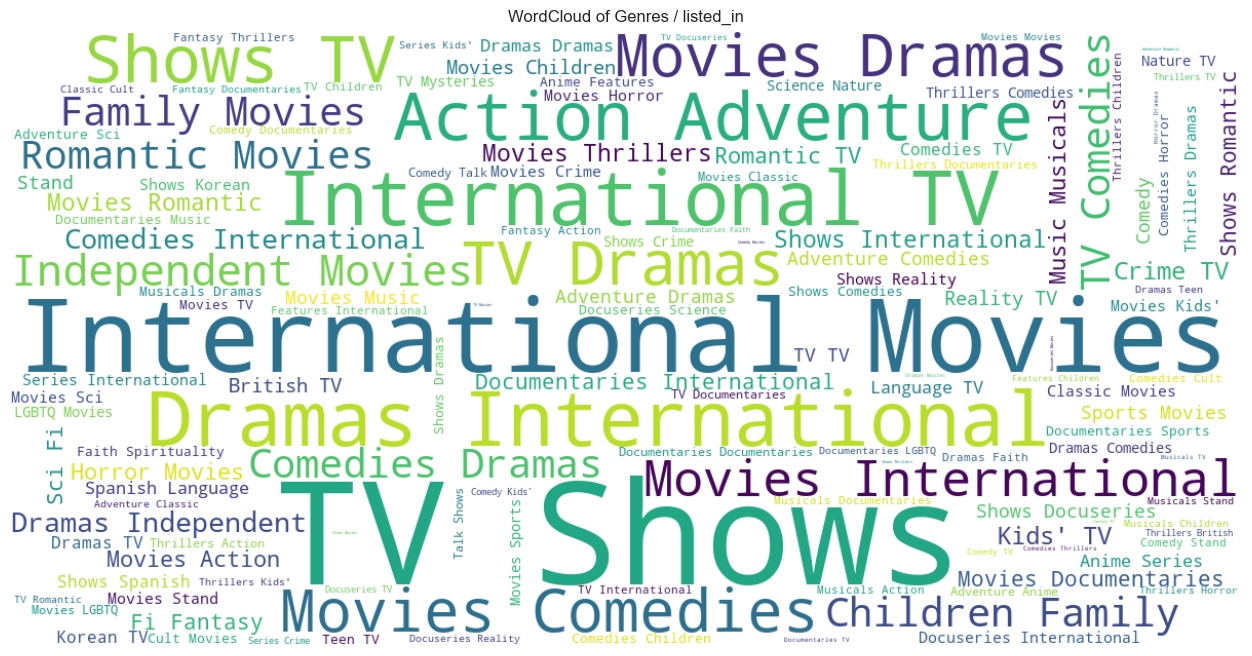 WordCloud of Genres / listed_in
Shows TV
Fantasy Thrillers
Series Kids'
Dramas Dramas
Movies Children
TV Docuseries
Movies Dramas
Movies Movies
TV Comedies
Thrillers Children
Nature TV
Thrillers TV
Classic Cult
Fantasy Documentaries
TV Children
TV Mysteries
Anime Features
Movies Horror
Science Nature
Thrillers Comedies
Family Movies
Action Adventure
Music Musicals
Horror Dramas
Comedies Horror
Thrillers Dramas
Shows Romantic
Comedy
Adventure Sci
Comedy Documentaries
Romantic Movies
Movies Thrillers
Romantic TV
Comedies TV
Thrillers Documentaries
Stand
Shows Korean
Comedy Talk
Movies Crime
Movies Classic
International TV
Movies Romantic
Documentaries Music
Fantasy Action
Documentaries Faith
Comedies International
Shows Crime
Shows International
Independent Movies
TV Dramas
Adventure Comedies
Crime TV
Shows Reality
Musicals Dramas
Movies TV
Movies Music
Features International
Adventure Dramas
Docuseries Science
Shows Comedies
Reality TV
Dramas Teen
Movies Kids'
International Movies
TV TV
Shows Dramas
Series International
British TV
Documentaries International
TV Documentaries
Language TV
Dramas Movies
Features Children
Comedies Cult
Classic Movies
Movies Sci
LGBTQ Movies
Dramas International
Sports Movies
Documentaries Sports
Sci Fi
Faith Spirituality
Horror Movies
Comedies Dramas
Documentaries Documentaries
Documentaries LGBTQ
Dramas Faith
Dramas Comedies
Musicals TV
Spanish Language
Adventure Classic
TV Shows
Talk Shows
Comedy Kids'
Movies Sports
Movies International
Musicals Documentaries
Shows Docuseries
Musicals Stand
Dramas Independent
Dramas TV
Thrillers Action
Movies Action
Kids' TV
Musicals Children
Thrillers British
Comedy Stand
Comedy TV
Comedies Thrillers
Anime Series
Shows Spanish
Thrillers Kids'
Movies Documentaries
TV Romantic
Movies Stand
Movies LGBTQ
Docuseries TV
TV International
Musicals Action
Adventure Anime
Thrillers Horror
Fi Fantasy
Movies Comedies
Children Family
Korean TV
Cult Movies
Series Crime
Teen TV
Docuseries Reality
Comedies Children
Documentaries TV
Docuseries International